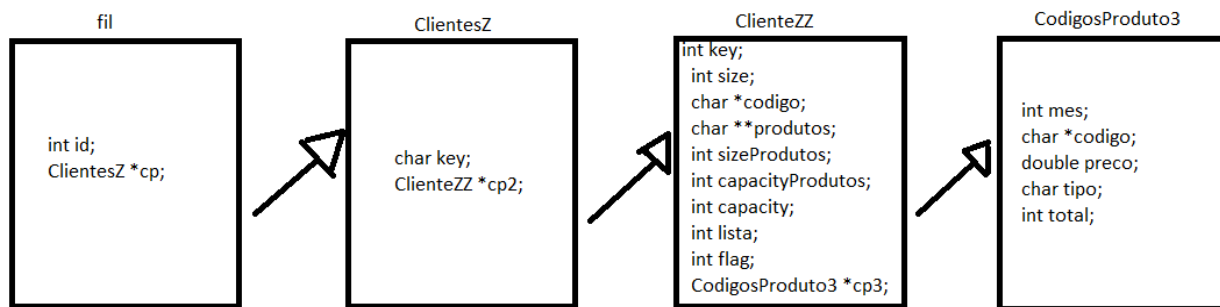 fil
int id;
ClientesZ *cp;
ClientesZ
char key;
ClienteZZ *cp2;
ClienteZZ
int key;
int size;
char *codigo;
char **produtos;
int sizeProdutos;
int capacityProdutos;
int capacity;
int lista;
int flag;
CodigosProduto3 *cp3;
CodigosProduto3
int mes;
char *codigo;
double preco;
char tipo;
int total;